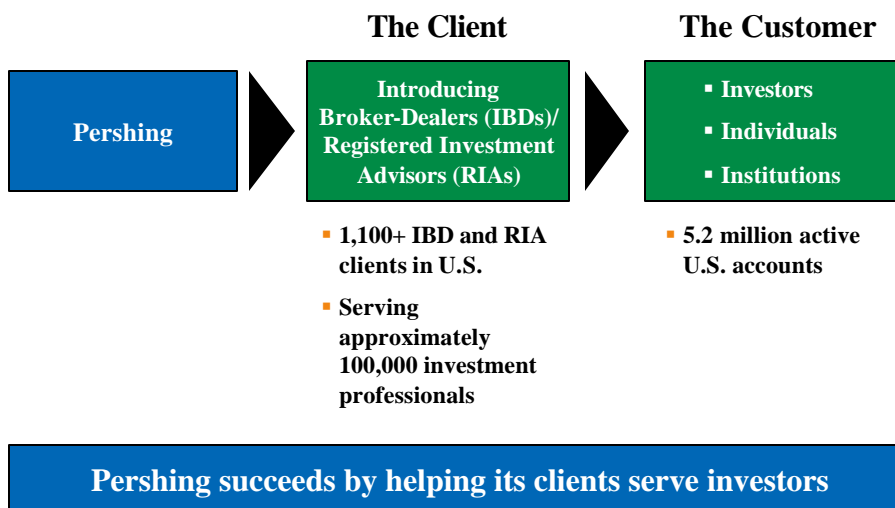 The Client
The Customer
Pershing
Introducing
Broker-Dealers (IBDs)/
Registered Investment
Advisors (RIAs)
▪ Investors
▪ Individuals
▪ Institutions
▪ 1,100+ IBD and RIA
clients in U.S.
▪ Serving
approximately
100,000 investment
professionals
▪ 5.2 million active
U.S. accounts
Pershing succeeds by helping its clients serve investors